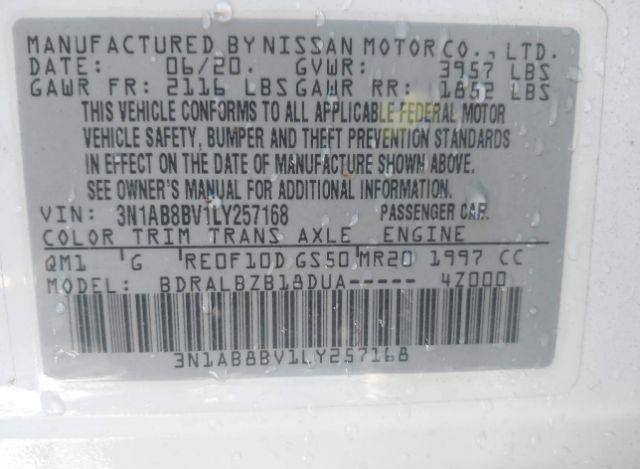 MANUFACTURED BY NISSAN MOTOR CO., LTD.
DATE: 06/20. GVWR: 3957 LBS
GAWR FR: 2116 LBS GAWR RR: 1852 LBS
THIS VEHICLE CONFORMS TO ALL APPLICABLE FEDERAL MOTOR
VEHICLE SAFETY, BUMPER AND THEFT PREVENTION STANDARDS
IN EFFECT ON THE DATE OF MANUFACTURE SHOWN ABOVE.
SEE OWNER'S MANUAL FOR ADDITIONAL INFORMATION.
VIN: 3N1AB8BV1LY257168 PASSENGER CAR.
COLOR TRIM TRANS AXLE ENGINE
QM1 G RE0F10D GS50 MR20 1997 CC
MODEL: BDRALBZB18DUA----- 4Z000
3N1AB8BV1LY257168